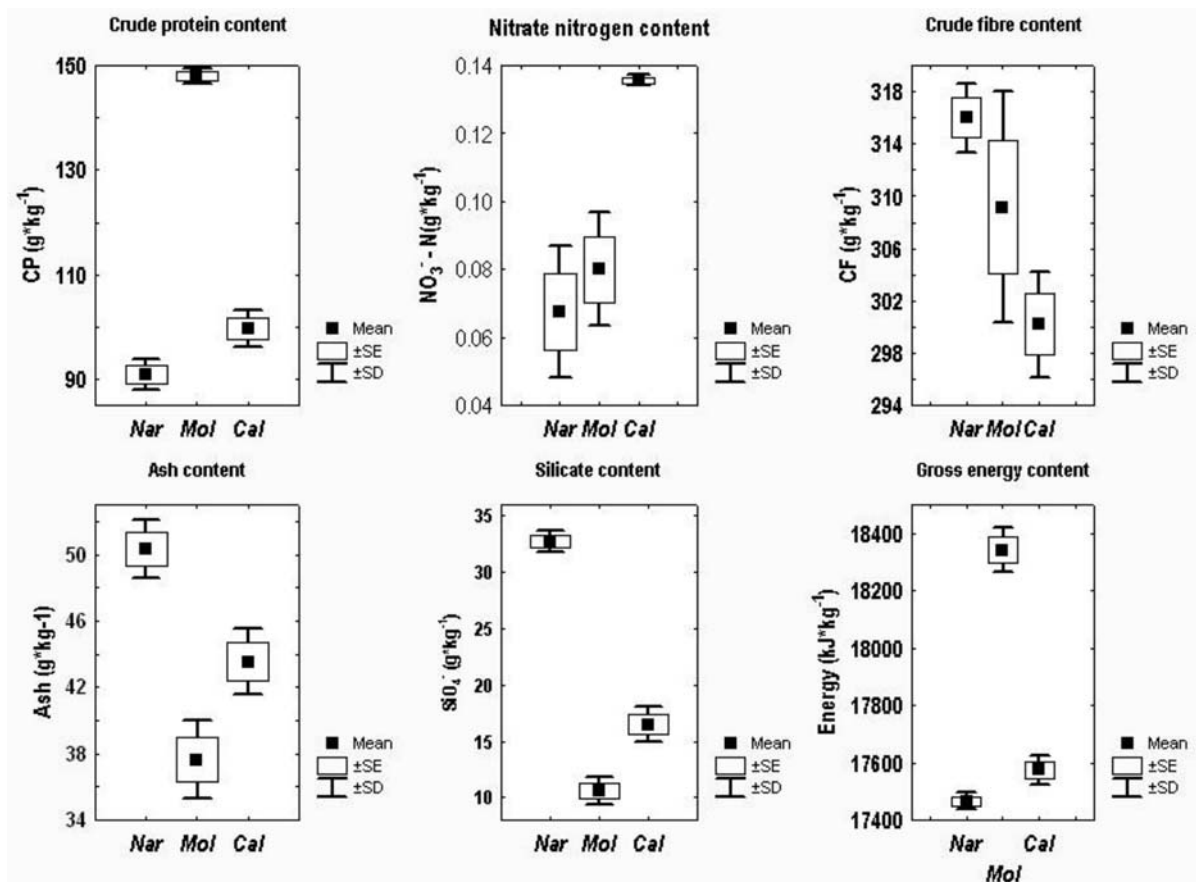 Crude protein content
150
130
110
90
CP (g*kg⁻¹)
Nar Mol Cal
Mean
±SE
±SD
Nitrate nitrogen content
0.14
0.12
0.10
0.08
0.06
0.04
NO₃⁻ - N(g*kg⁻¹)
Nar Mol Cal
Mean
±SE
±SD
Crude fibre content
318
314
310
306
302
298
294
CF (g*kg⁻¹)
Nar Mol Cal
Mean
±SE
±SD
Ash content
50
46
42
38
34
Ash (g*kg-1)
Nar Mol Cal
Mean
±SE
±SD
Silicate content
35
30
25
20
15
10
SiO₄⁻ (g*kg⁻¹)
Nar Mol Cal
Mean
±SE
±SD
Gross energy content
18400
18200
18000
17800
17600
17400
Energy (kJ*kg⁻¹)
Nar Cal
Mol
Mean
±SE
±SD